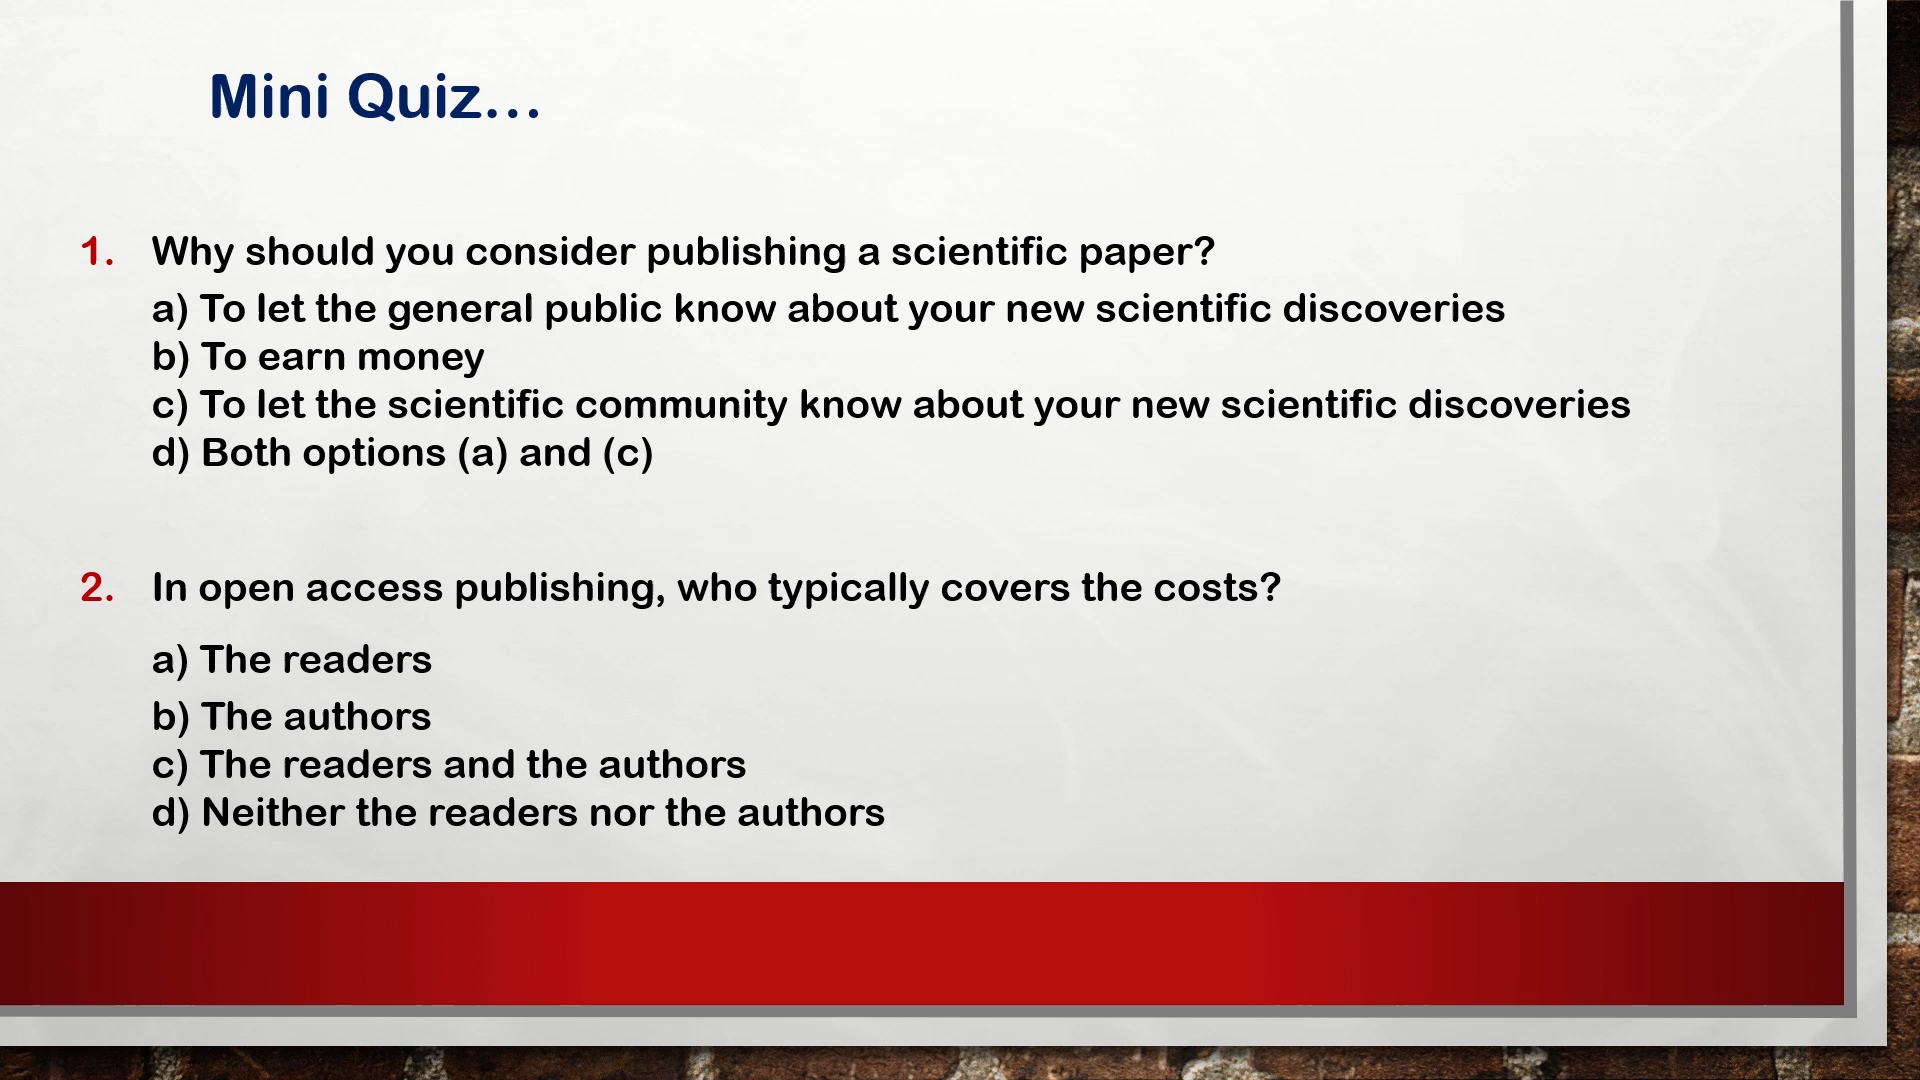 Mini Quiz...
1. Why should you consider publishing a scientific paper?
a) To let the general public know about your new scientific discoveries
b) To earn money
c) To let the scientific community know about your new scientific discoveries
d) Both options (a) and (c)
2. In open access publishing, who typically covers the costs?
a) The readers
b) The authors
c) The readers and the authors
d) Neither the readers nor the authors